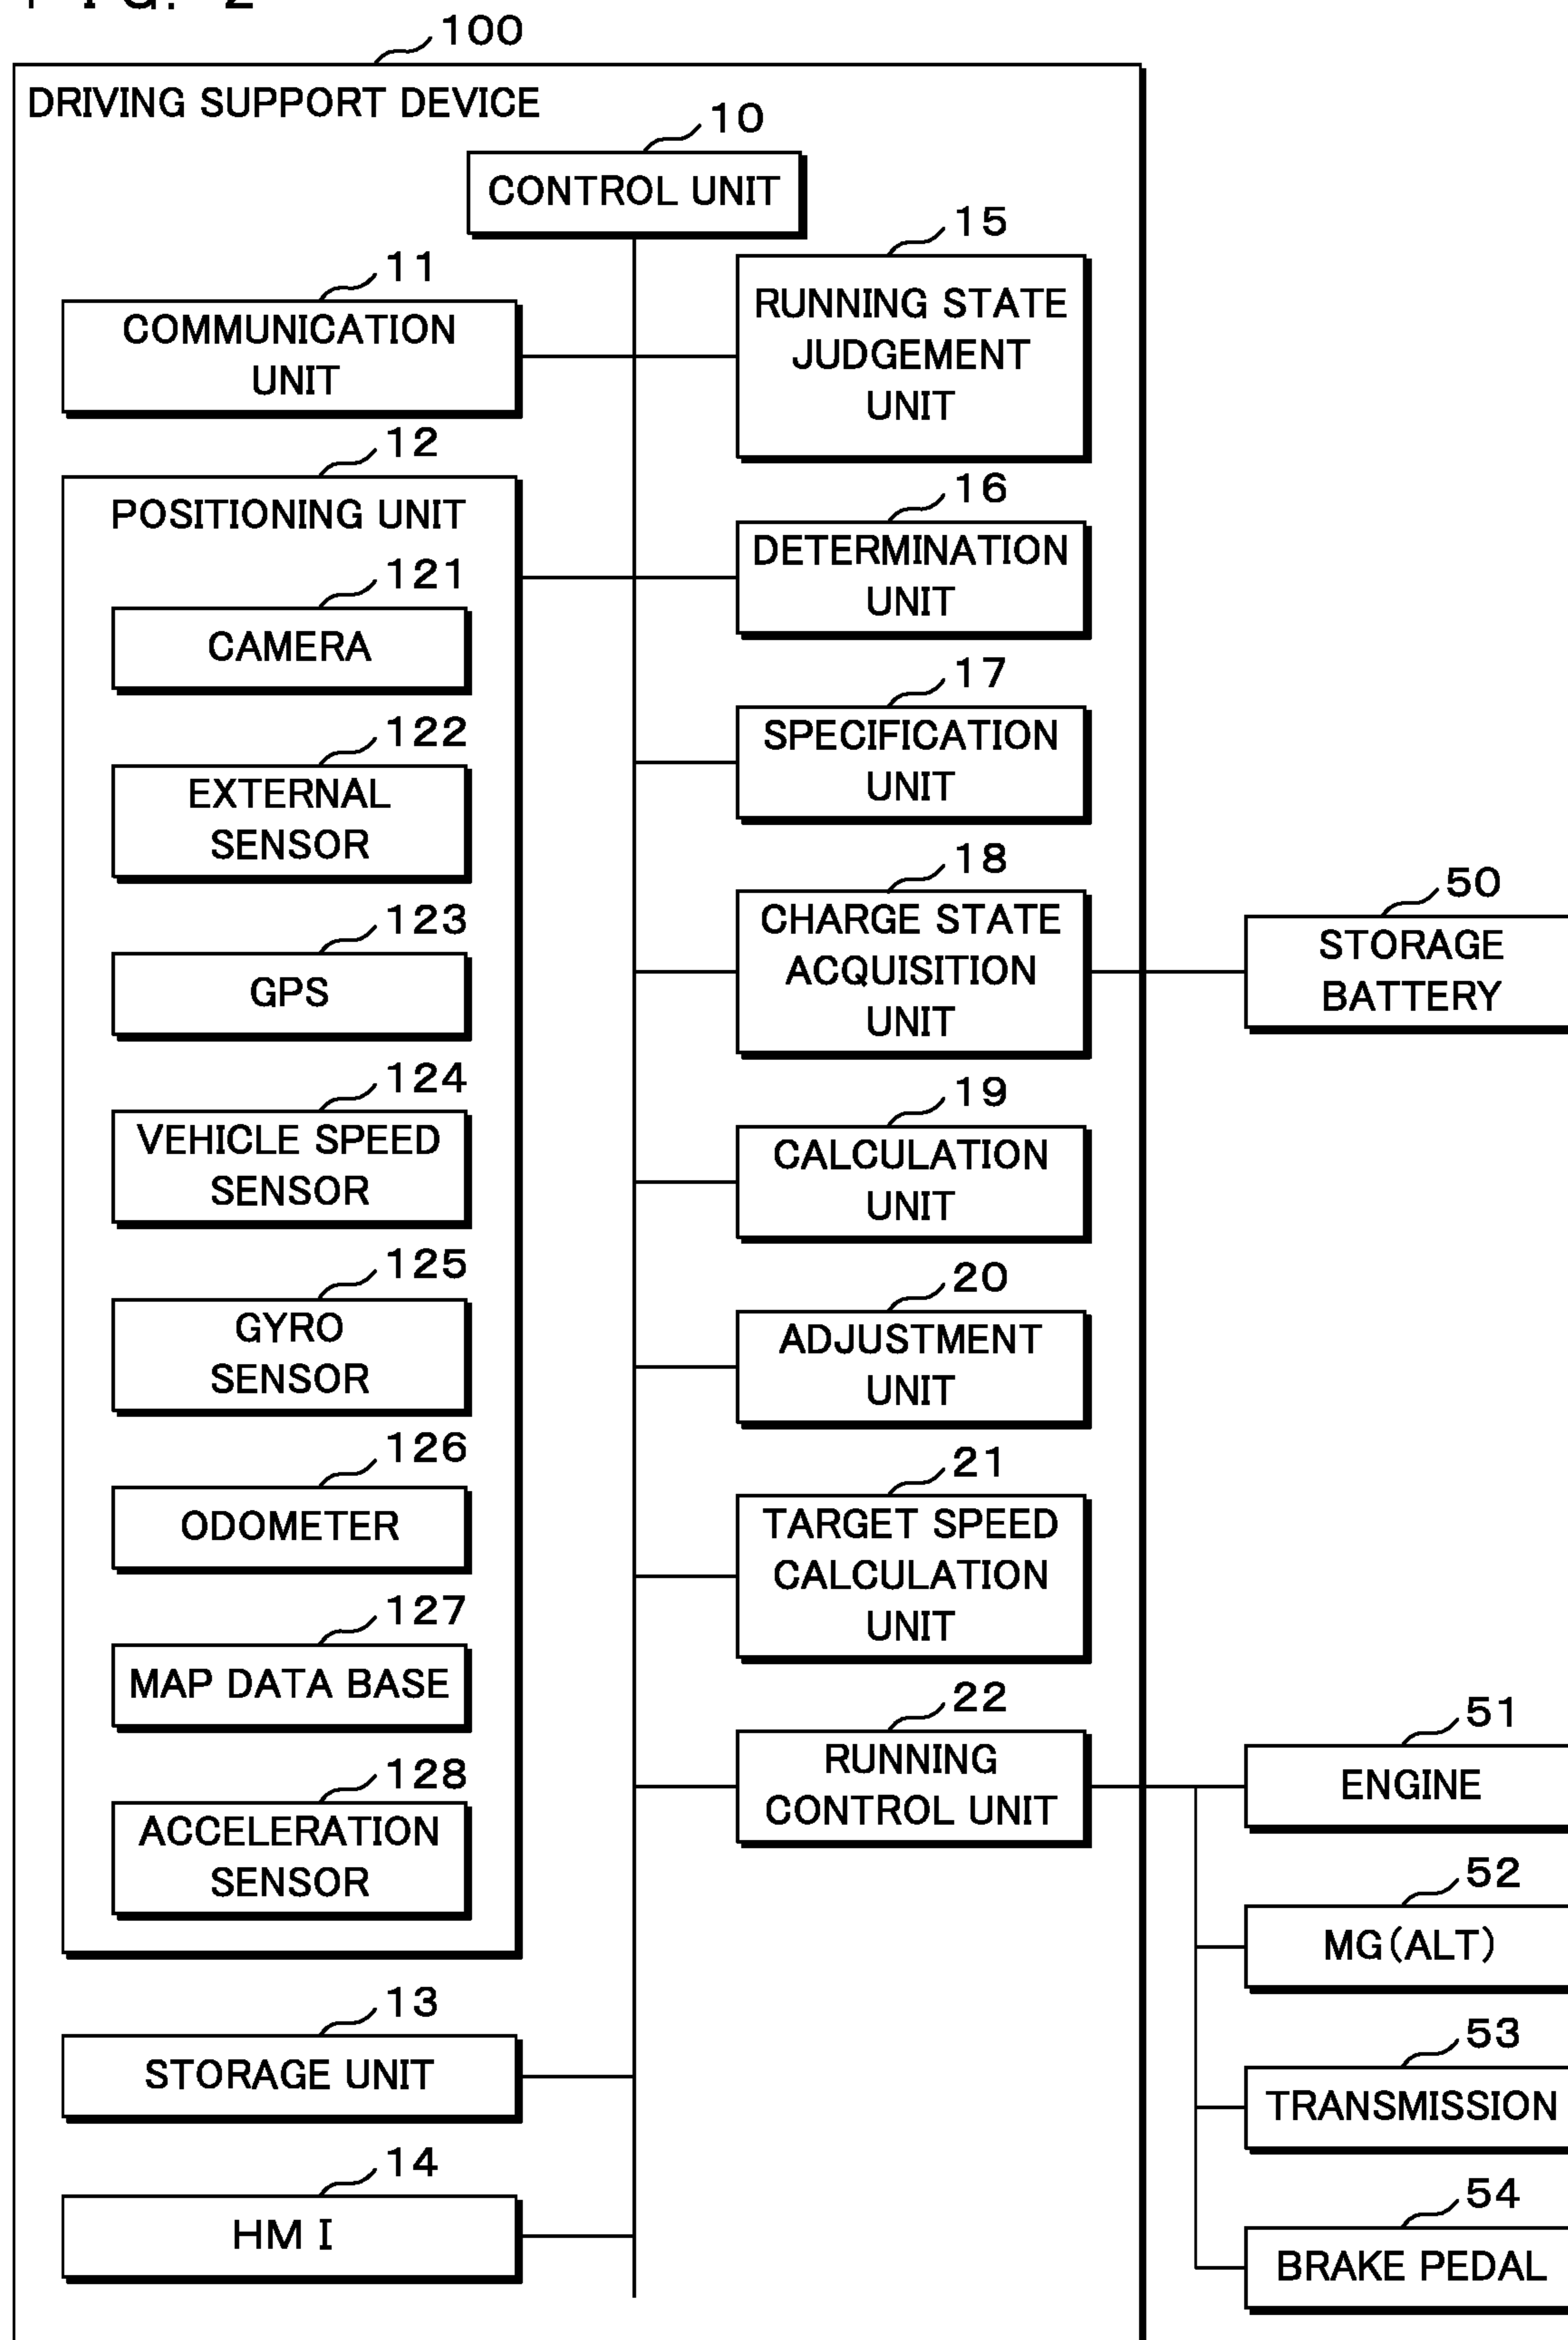 FIG. 2
100
DRIVING SUPPORT DEVICE
10
CONTROL UNIT
11
COMMUNICATION
UNIT
12
POSITIONING UNIT
121
CAMERA
122
EXTERNAL
SENSOR
123
GPS
124
VEHICLE SPEED
SENSOR
125
GYRO
SENSOR
126
ODOMETER
127
MAP DATA BASE
128
ACCELERATION
SENSOR
13
STORAGE UNIT
14
HMI
15
RUNNING STATE
JUDGEMENT
UNIT
16
DETERMINATION
UNIT
17
SPECIFICATION
UNIT
18
CHARGE STATE
ACQUISITION
UNIT
19
CALCULATION
UNIT
20
ADJUSTMENT
UNIT
21
TARGET SPEED
CALCULATION
UNIT
22
RUNNING
CONTROL UNIT
50
STORAGE
BATTERY
51
ENGINE
52
MG(ALT)
53
TRANSMISSION
54
BRAKE PEDAL